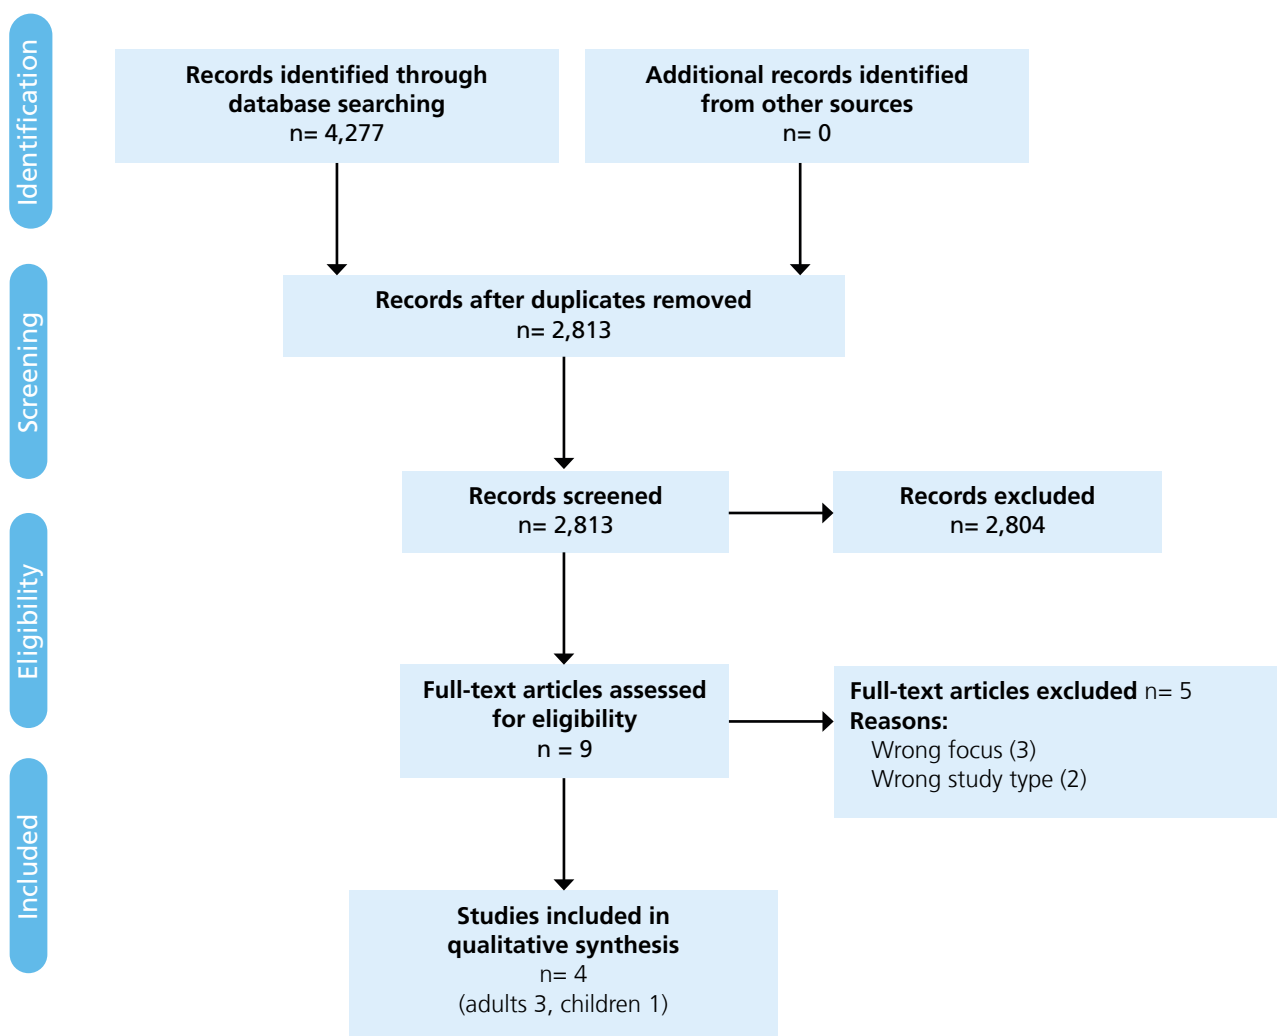 Identification
Records identified through
database searching
n= 4,277
Additional records identified
from other sources
n= 0
Screening
Records after duplicates removed
n= 2,813
Records screened
n= 2,813
Records excluded
n= 2,804
Eligibility
Full-text articles assessed
for eligibility
n = 9
Full-text articles excluded n= 5
Reasons:
Wrong focus (3)
Wrong study type (2)
Included
Studies included in
qualitative synthesis
n= 4
(adults 3, children 1)